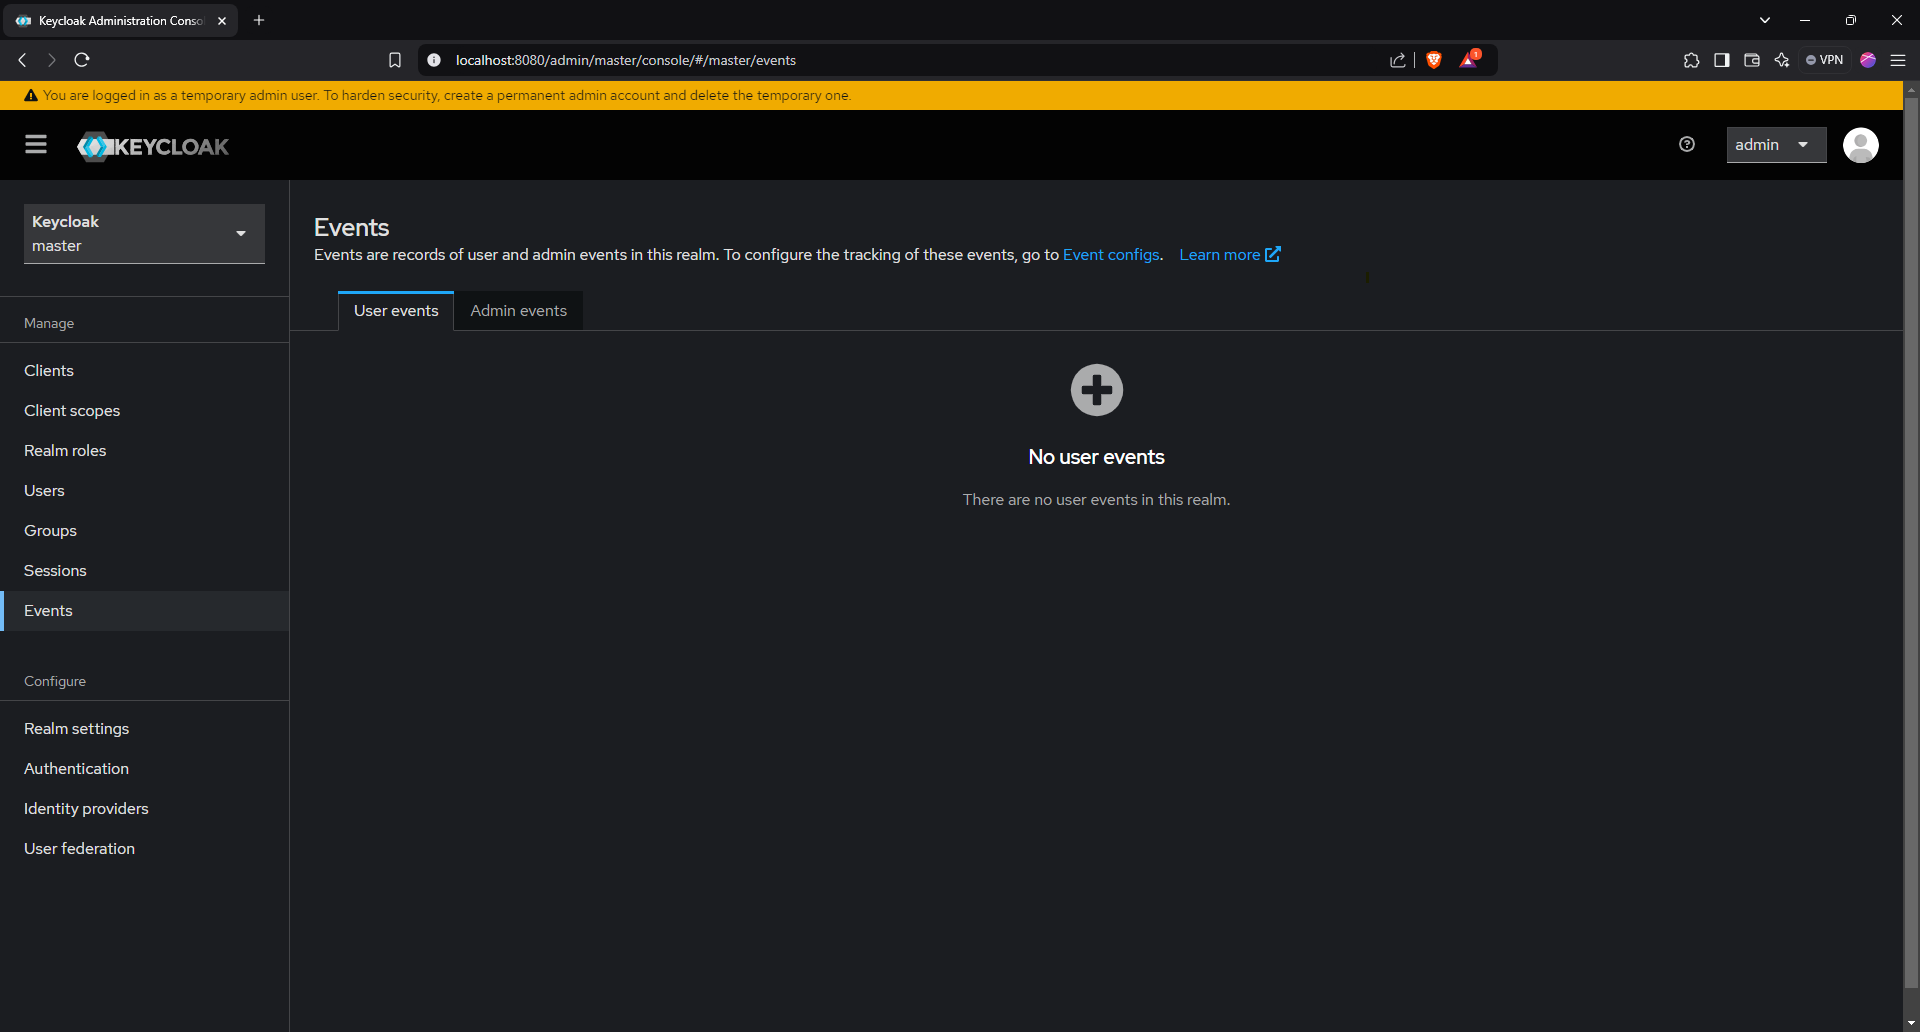 Keycloak Administration Conso
localhost:8080/admin/master/console/#/master/events
1
VPN
You are logged in as a temporary admin user. To harden security, create a permanent admin account and delete the temporary one.
KEYCLOAK
admin
Keycloak
master
Manage
Clients
Client scopes
Realm roles
Users
Groups
Sessions
Events
Configure
Realm settings
Authentication
Identity providers
User federation
Events
Events are records of user and admin events in this realm. To configure the tracking of these events, go to Event configs. Learn more
User events
Admin events
No user events
There are no user events in this realm.